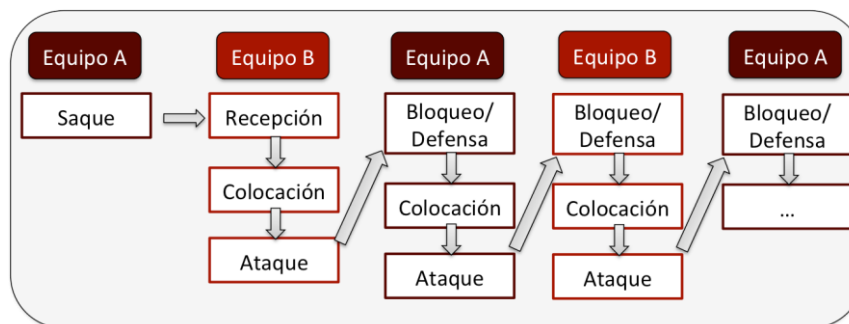 Equipo A
Saque
Equipo B
Recepción
Colocación
Ataque
Equipo A
Bloqueo/
Defensa
Colocación
Ataque
Equipo B
Bloqueo/
Defensa
Colocación
Ataque
Equipo A
Bloqueo/
Defensa
...